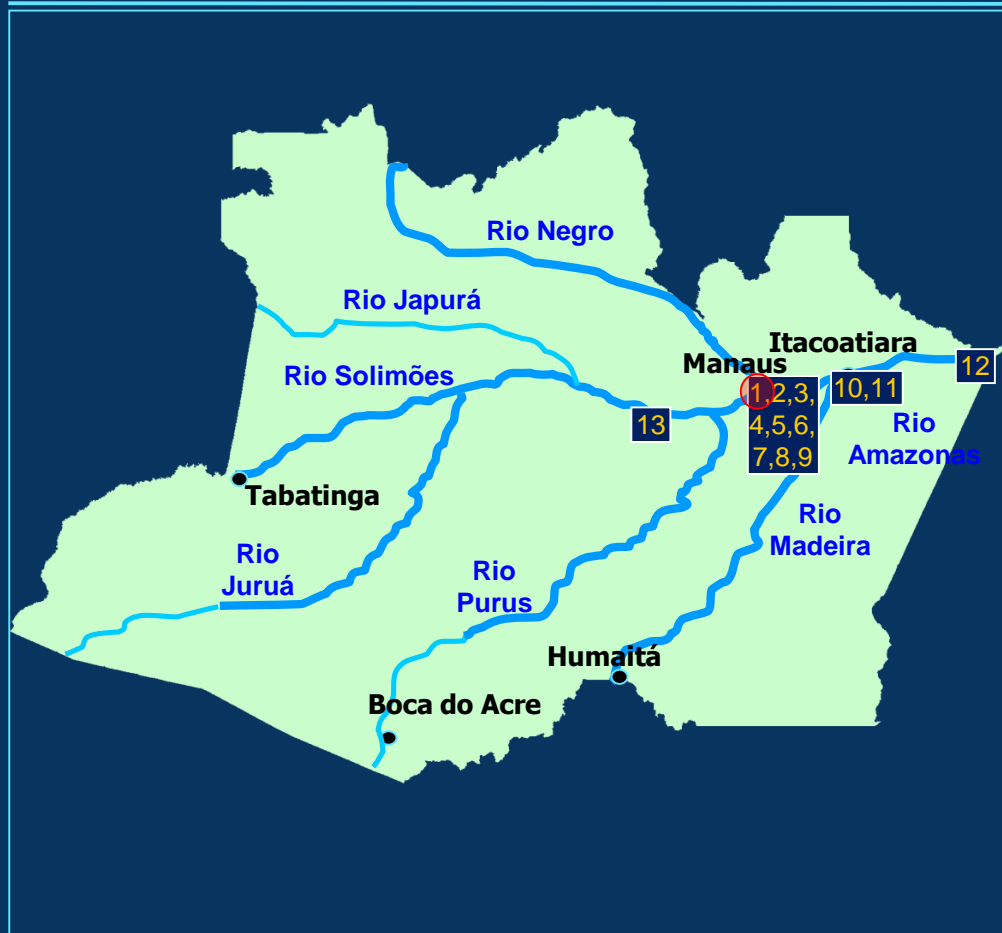 Rio Negro
Rio Japurá
Itacoatiara
Manaus
Rio Solimões
12
1,2,3,
4,5,6,
7,8,9
10,11
13
Rio
Amazonas
Tabatinga
Rio
Madeira
Rio
Juruá
Rio
Purus
Humaitá
Boca do Acre